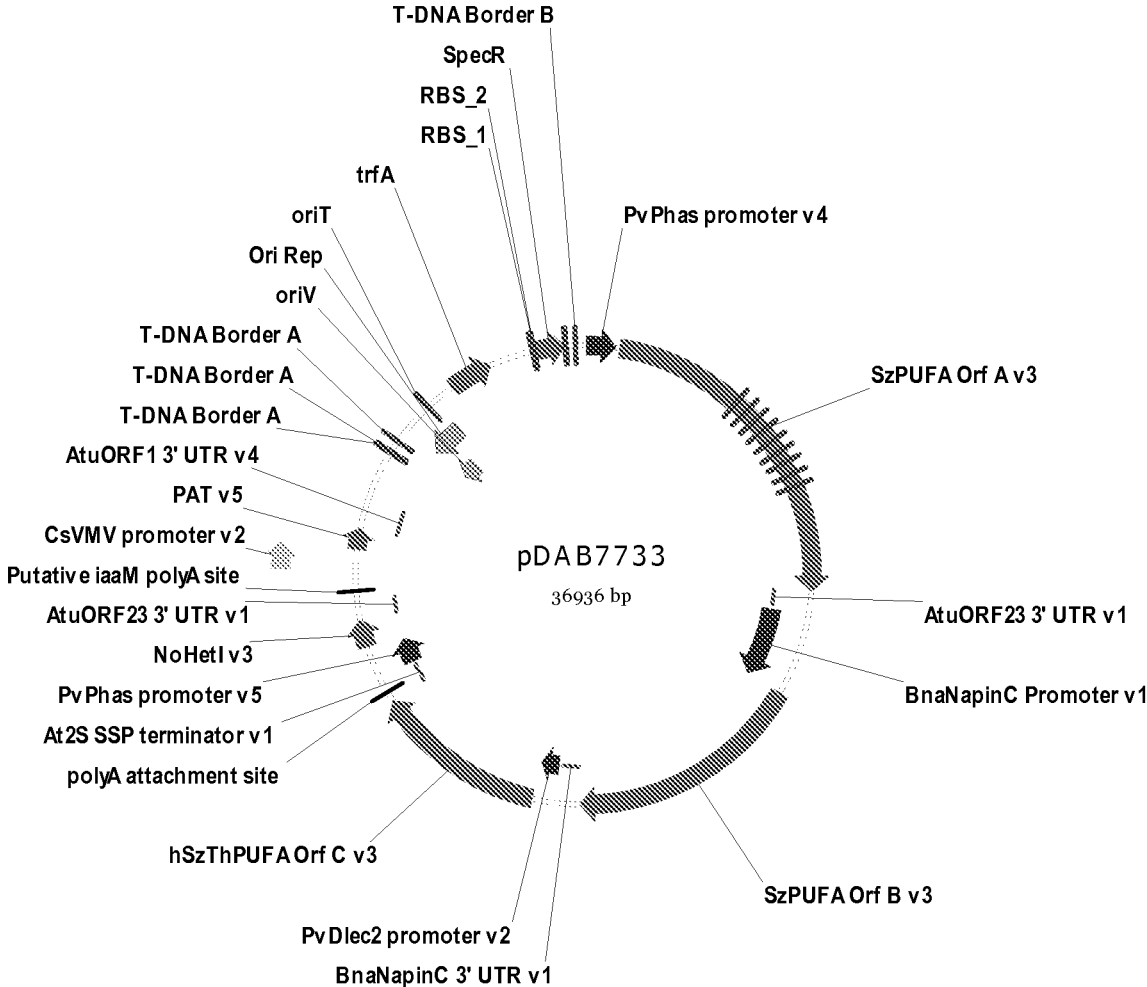 T-DNA Border B
SpecR
RBS_2
RBS_1
trfA
oriT
PvPhas promoter v4
Ori Rep
oriV
T-DNA Border A
T-DNA Border A
SzPUFA Orf A v3
T-DNA Border A
AtuORF1 3' UTR v4
PAT v5
CsVMV promoter v2
pDAB7733
Putative iaaM polyA site
36936 bp
AtuORF23 3' UTR v1
AtuORF23 3' UTR v1
NoHetI v3
PvPhas promoter v5
BnaNapinC Promoter v1
At2S SSP terminator v1
polyA attachment site
hSzThPUFA Orf C v3
SzPUFA Orf B v3
PvDlec2 promoter v2
BnaNapinC 3' UTR v1